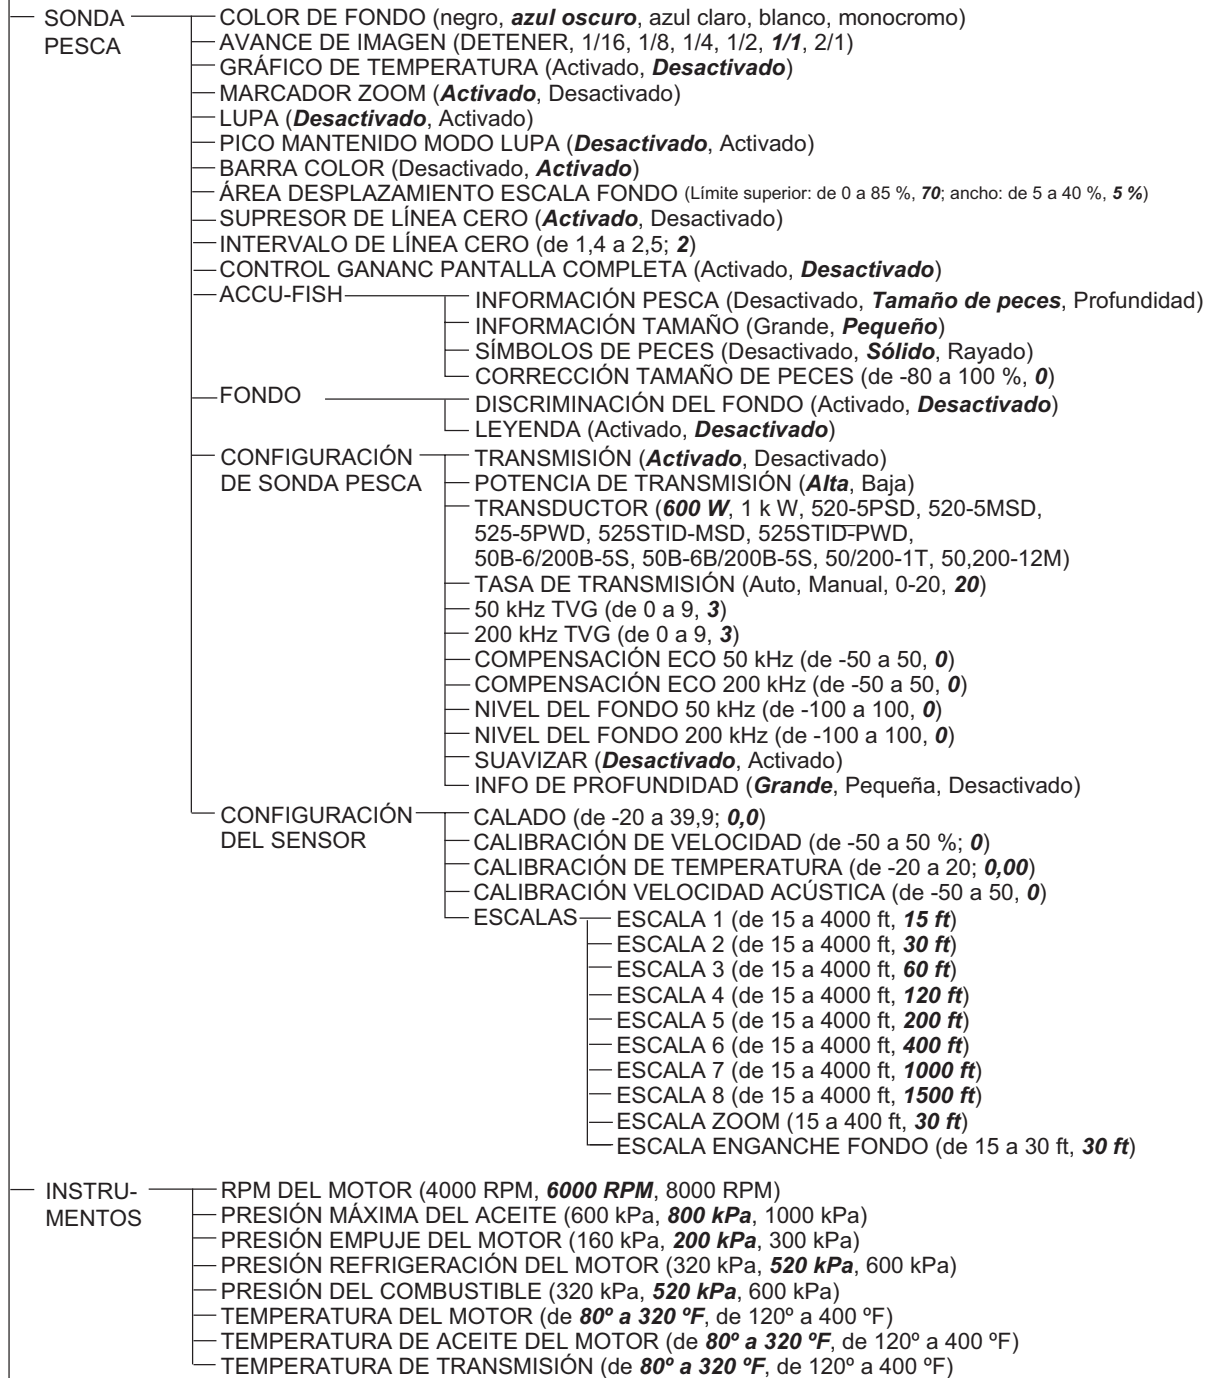 SONDA PESCA
COLOR DE FONDO (negro, azul oscuro, azul claro, blanco, monocromo)
AVANCE DE IMAGEN (DETENER, 1/16, 1/8, 1/4, 1/2, 1/1, 2/1)
GRÁFICO DE TEMPERATURA (Activado, Desactivado)
MARCADOR ZOOM (Activado, Desactivado)
LUPA (Desactivado, Activado)
PICO MANTENIDO MODO LUPA (Desactivado, Activado)
BARRA COLOR (Desactivado, Activado)
ÁREA DESPLAZAMIENTO ESCALA FONDO (Límite superior: de 0 a 85 %, 70; ancho: de 5 a 40 %, 5 %)
SUPRESOR DE LÍNEA CERO (Activado, Desactivado)
INTERVALO DE LÍNEA CERO (de 1,4 a 2,5; 2)
CONTROL GANANC PANTALLA COMPLETA (Activado, Desactivado)
ACCU-FISH
INFORMACIÓN PESCA (Desactivado, Tamaño de peces, Profundidad)
INFORMACIÓN TAMAÑO (Grande, Pequeño)
SÍMBOLOS DE PECES (Desactivado, Sólido, Rayado)
CORRECCIÓN TAMAÑO DE PECES (de -80 a 100 %, 0)
FONDO
DISCRIMINACIÓN DEL FONDO (Activado, Desactivado)
LEYENDA (Activado, Desactivado)
CONFIGURACIÓN DE SONDA PESCA
TRANSMISIÓN (Activado, Desactivado)
POTENCIA DE TRANSMISIÓN (Alta, Baja)
TRANSDUCTOR (600 W, 1 k W, 520-5PSD, 520-5MSD,
525-5PWD, 525STID-MSD, 525STID-PWD,
50B-6/200B-5S, 50B-6B/200B-5S, 50/200-1T, 50,200-12M)
TASA DE TRANSMISIÓN (Auto, Manual, 0-20, 20)
50 kHz TVG (de 0 a 9, 3)
200 kHz TVG (de 0 a 9, 3)
COMPENSACIÓN ECO 50 kHz (de -50 a 50, 0)
COMPENSACIÓN ECO 200 kHz (de -50 a 50, 0)
NIVEL DEL FONDO 50 kHz (de -100 a 100, 0)
NIVEL DEL FONDO 200 kHz (de -100 a 100, 0)
SUAVIZAR (Desactivado, Activado)
INFO DE PROFUNDIDAD (Grande, Pequeña, Desactivado)
CONFIGURACIÓN DEL SENSOR
CALADO (de -20 a 39,9; 0,0)
CALIBRACIÓN DE VELOCIDAD (de -50 a 50 %; 0)
CALIBRACIÓN DE TEMPERATURA (de -20 a 20; 0,00)
CALIBRACIÓN VELOCIDAD ACÚSTICA (de -50 a 50, 0)
ESCALAS
ESCALA 1 (de 15 a 4000 ft, 15 ft)
ESCALA 2 (de 15 a 4000 ft, 30 ft)
ESCALA 3 (de 15 a 4000 ft, 60 ft)
ESCALA 4 (de 15 a 4000 ft, 120 ft)
ESCALA 5 (de 15 a 4000 ft, 200 ft)
ESCALA 6 (de 15 a 4000 ft, 400 ft)
ESCALA 7 (de 15 a 4000 ft, 1000 ft)
ESCALA 8 (de 15 a 4000 ft, 1500 ft)
ESCALA ZOOM (15 a 400 ft, 30 ft)
ESCALA ENGANCHE FONDO (de 15 a 30 ft, 30 ft)
INSTRU-
MENTOS
RPM DEL MOTOR (4000 RPM, 6000 RPM, 8000 RPM)
PRESIÓN MÁXIMA DEL ACEITE (600 kPa, 800 kPa, 1000 kPa)
PRESIÓN EMPUJE DEL MOTOR (160 kPa, 200 kPa, 300 kPa)
PRESIÓN REFRIGERACIÓN DEL MOTOR (320 kPa, 520 kPa, 600 kPa)
PRESIÓN DEL COMBUSTIBLE (320 kPa, 520 kPa, 600 kPa)
TEMPERATURA DEL MOTOR (de 80º a 320 ºF, de 120º a 400 ºF)
TEMPERATURA DE ACEITE DEL MOTOR (de 80º a 320 ºF, de 120º a 400 ºF)
TEMPERATURA DE TRANSMISIÓN (de 80º a 320 ºF, de 120º a 400 ºF)